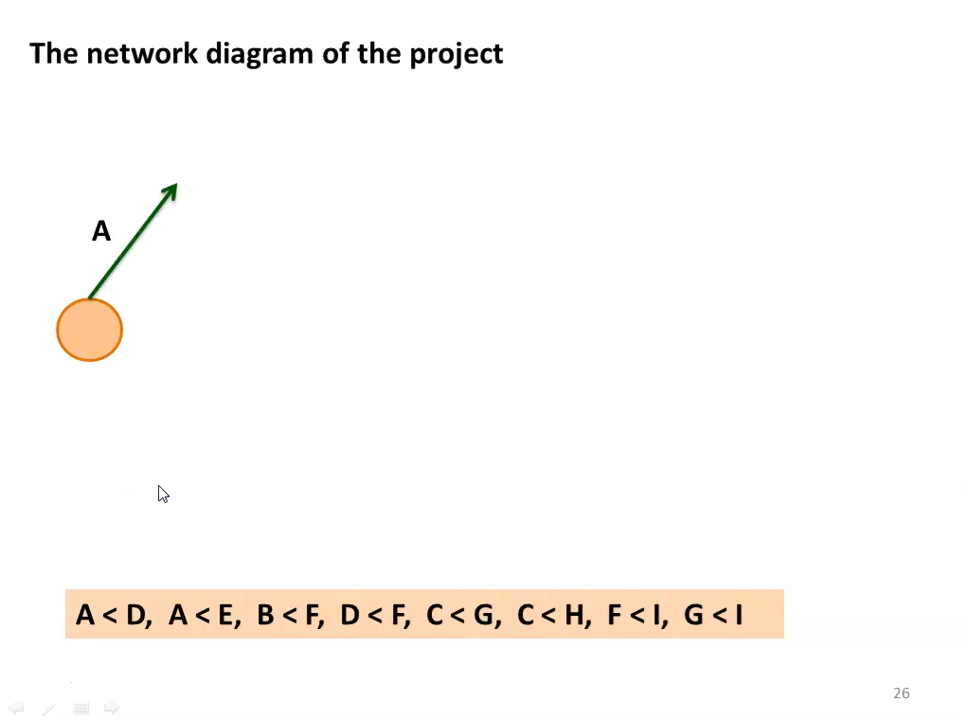 The network diagram of the project
A
A < D, A < E, B < F, D < F, C < G, C < H, F < I, G < I
26